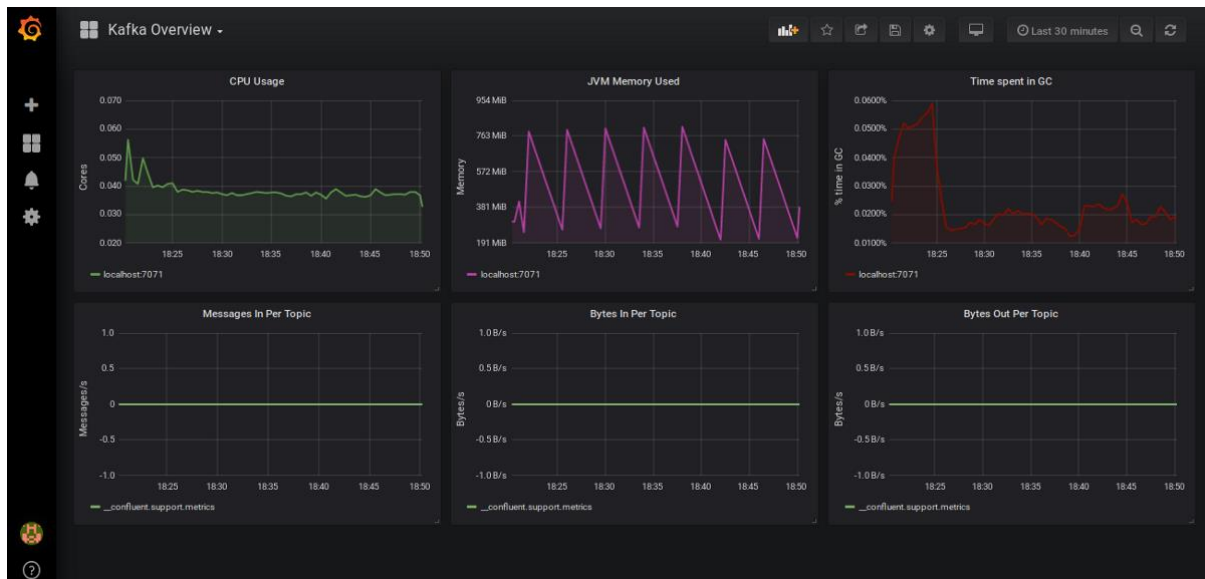 Kafka Overview
Last 30 minutes
CPU Usage
Cores
0.070
0.060
0.050
0.040
0.030
0.020
18:25 18:30 18:35 18:40 18:45 18:50
localhost:7071
JVM Memory Used
Memory
954 MiB
763 MiB
572 MiB
381 MiB
191 MiB
18:25 18:30 18:35 18:40 18:45 18:50
localhost:7071
Time spent in GC
% time in GC
0.0600%
0.0500%
0.0400%
0.0300%
0.0200%
0.0100%
18:25 18:30 18:35 18:40 18:45 18:50
localhost:7071
Messages In Per Topic
Messages/s
1.0
0.5
0
-0.5
-1.0
18:25 18:30 18:35 18:40 18:45 18:50
__confluent.support.metrics
Bytes In Per Topic
Bytes/s
1.0 B/s
0.5 B/s
0 B/s
-0.5 B/s
-1.0 B/s
18:25 18:30 18:35 18:40 18:45 18:50
__confluent.support.metrics
Bytes Out Per Topic
Bytes/s
1.0 B/s
0.5 B/s
0 B/s
-0.5 B/s
-1.0 B/s
18:25 18:30 18:35 18:40 18:45 18:50
__confluent.support.metrics